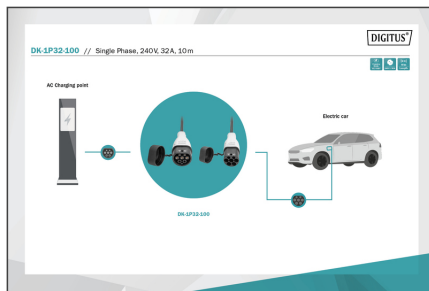 DIGITUS®
DK-1P32-100 // Single Phase, 240V, 32A, 10m
AC Charging point
Electric car
DK-1P32-100